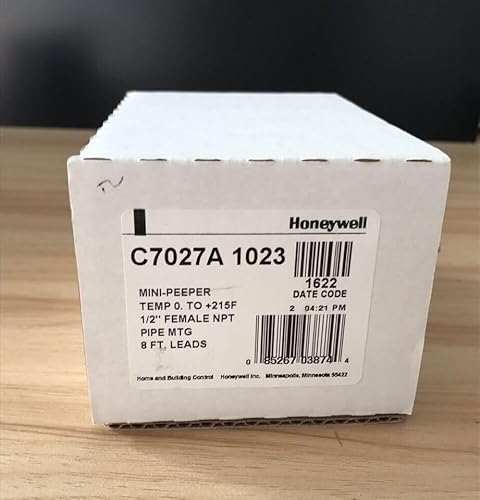 Honeywell
C7027A 1023
1622
DATE CODE
2 04:21 PM
MINI-PEEPER
TEMP 0. TO +215F
1/2" FEMALE NPT
PIPE MTG
8 FT. LEADS
0 85267 03874 4
Home and Building Control Honeywell Inc. Minneapolis, Minnesota 55422